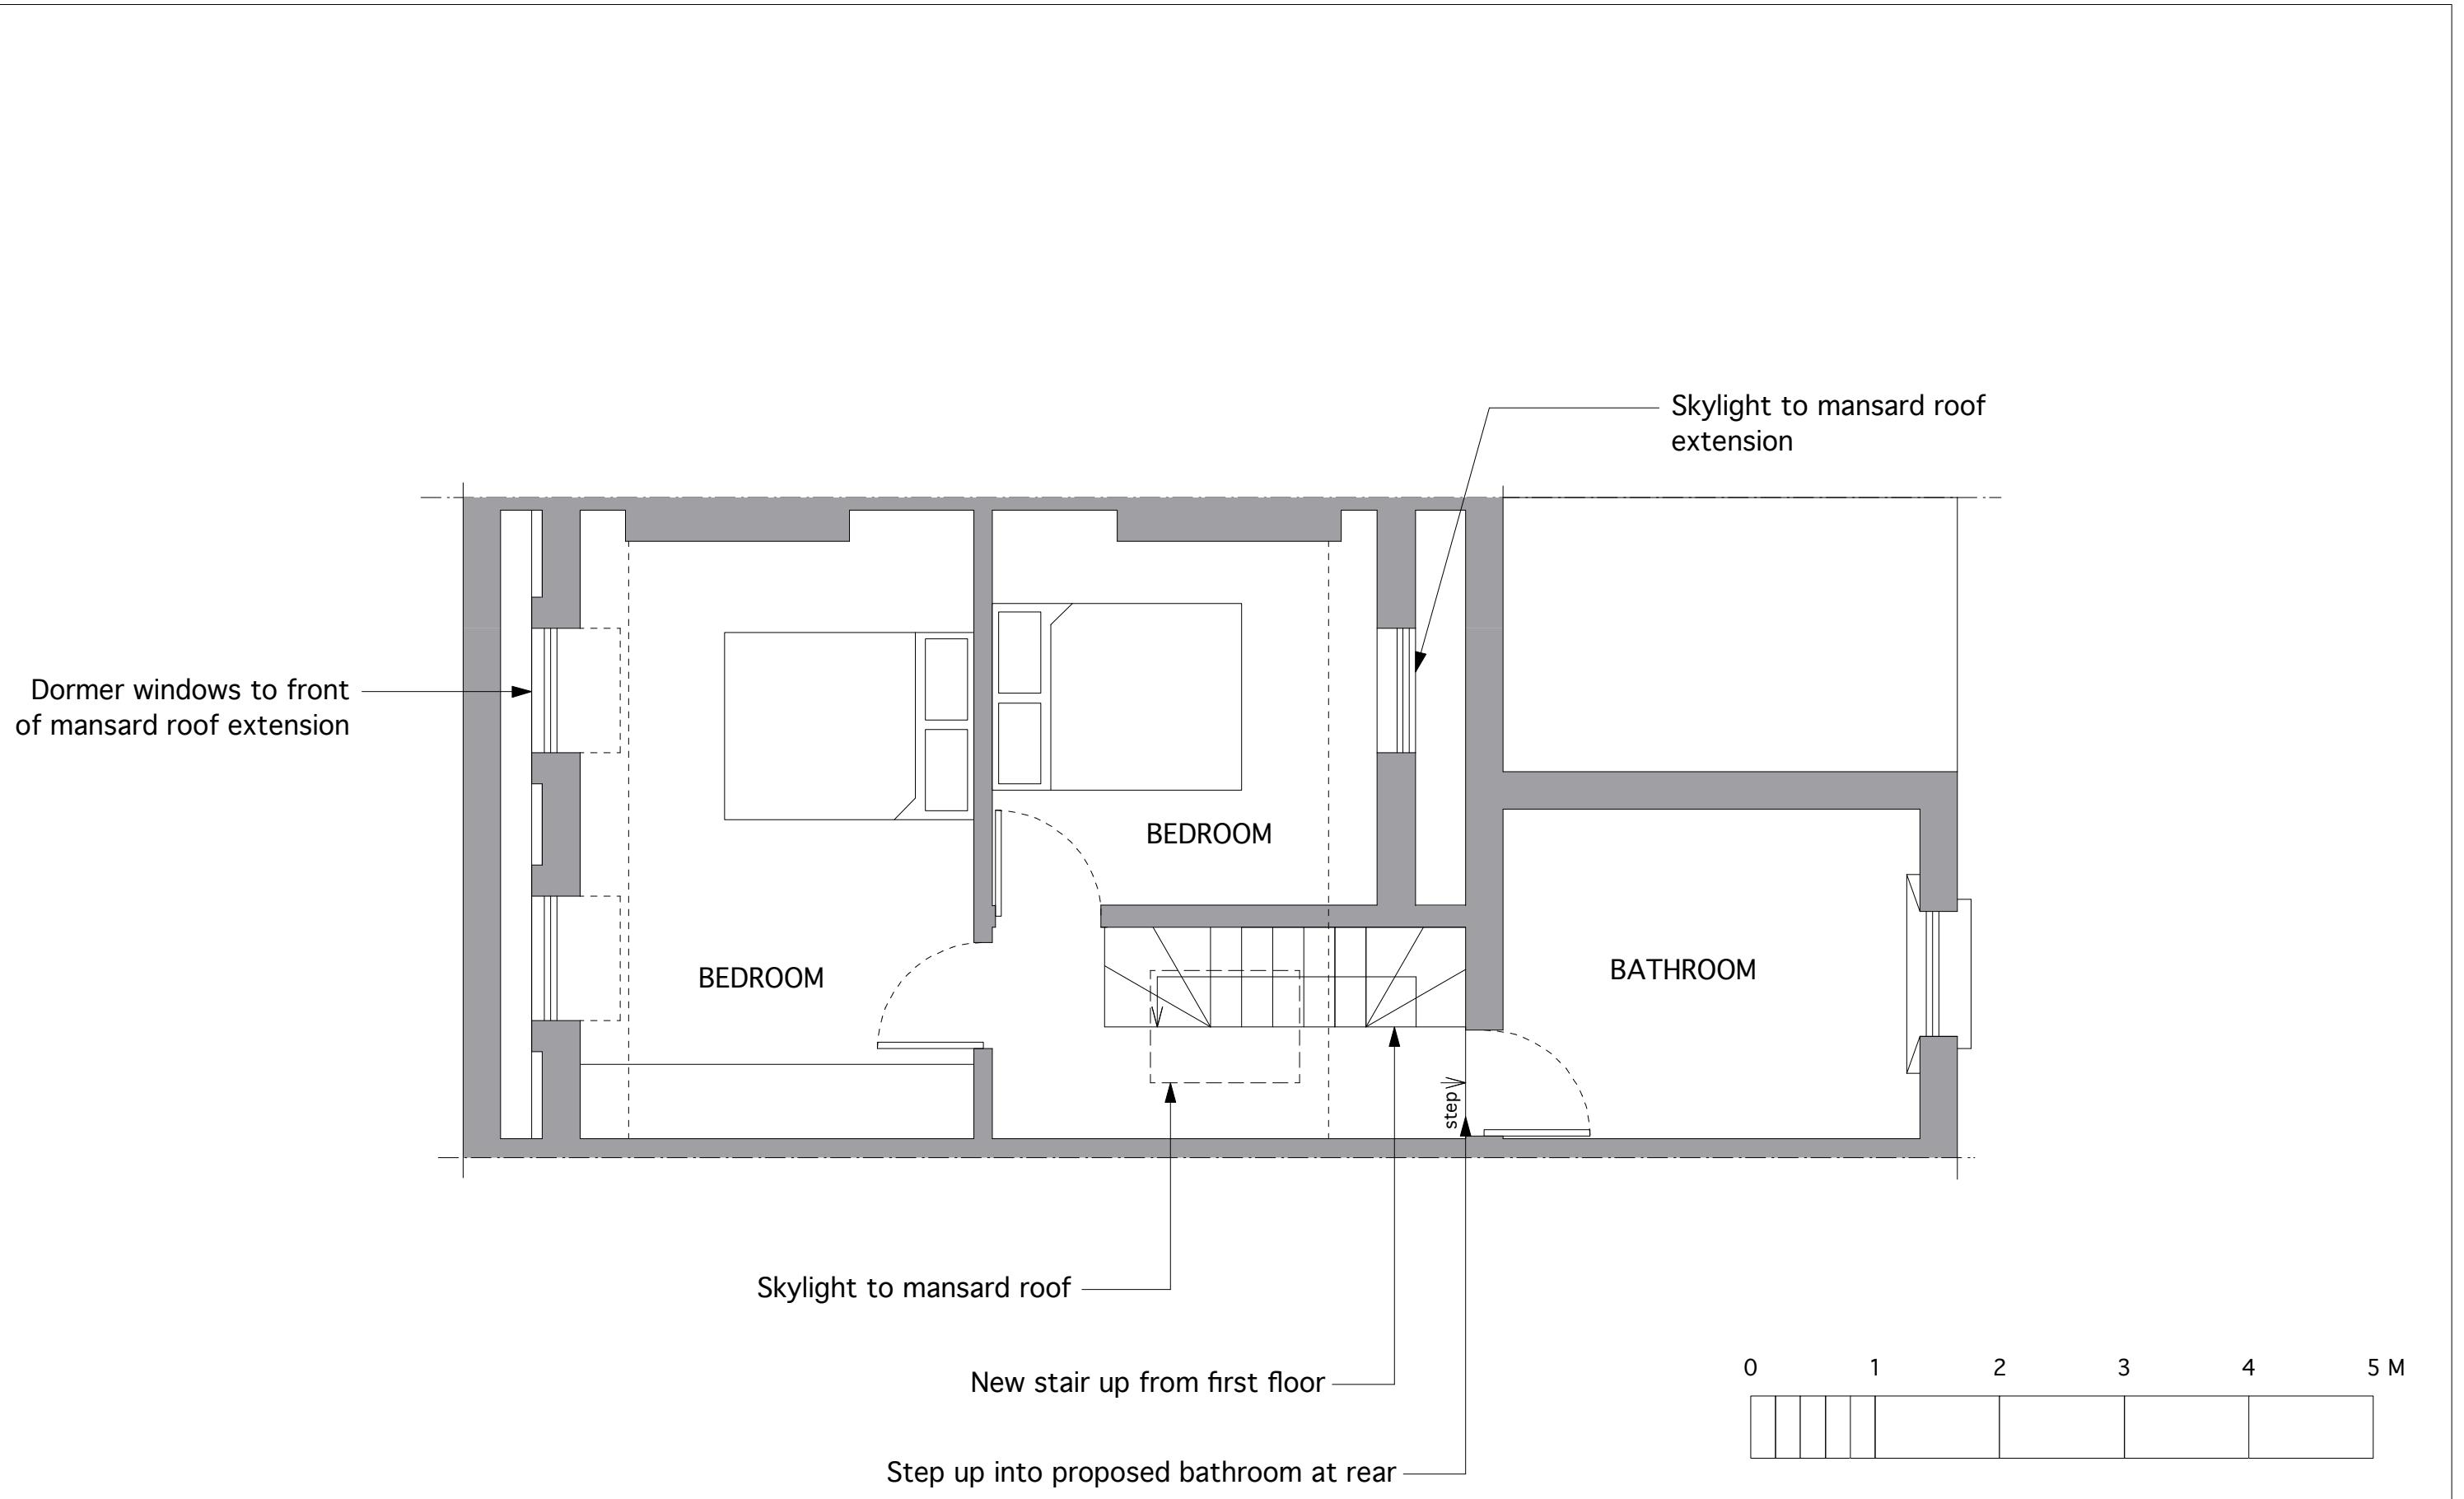 Skylight to mansard roof
extension
Dormer windows to front
of mansard roof extension
BEDROOM
BEDROOM
BATHROOM
step
Skylight to mansard roof
New stair up from first floor
Step up into proposed bathroom at rear
0 1 2 3 4 5 M